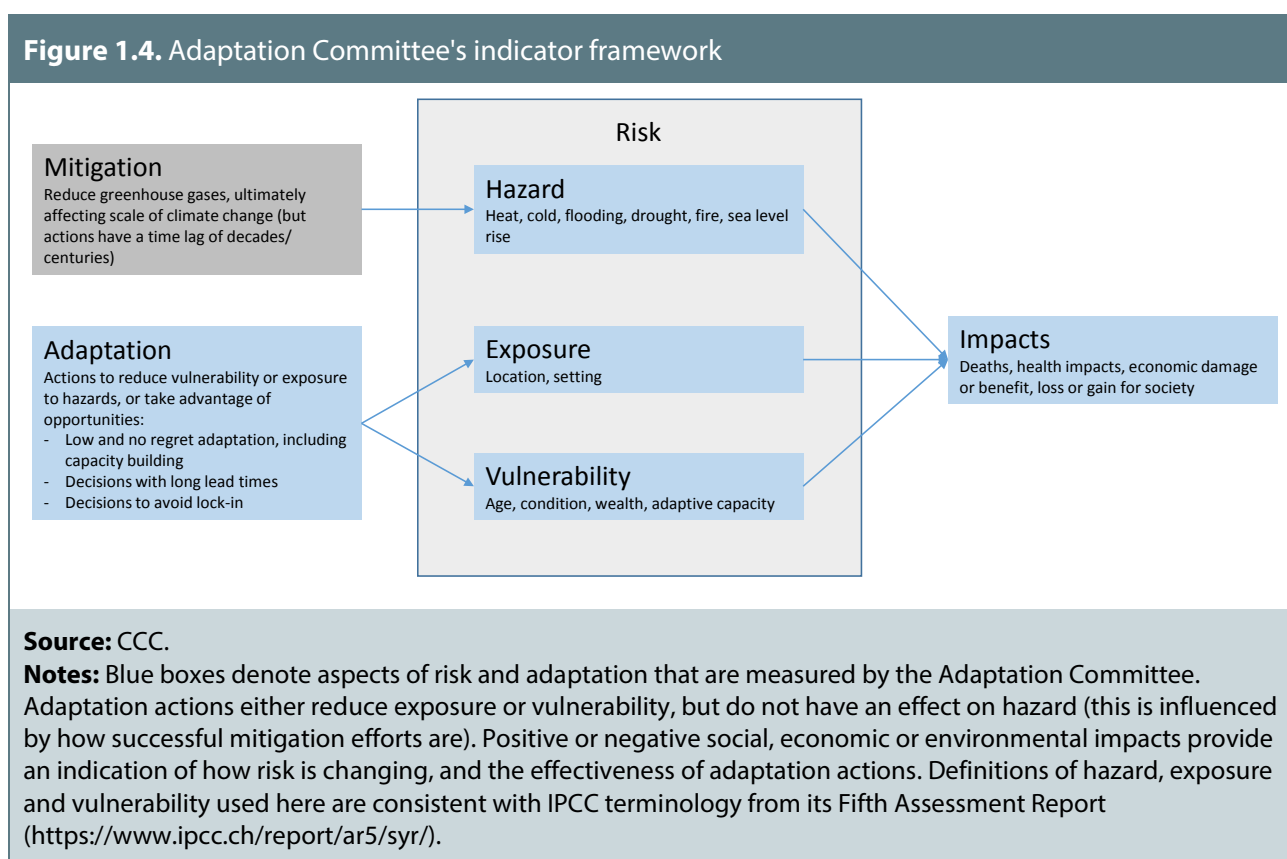 Figure 1.4. Adaptation Committee's indicator framework
Risk
Mitigation
Reduce greenhouse gases, ultimately
affecting scale of climate change (but
actions have a time lag of decades/
centuries)
Hazard
Heat, cold, flooding, drought, fire, sea level
rise
Adaptation
Actions to reduce vulnerability or exposure
to hazards, or take advantage of
opportunities:
- Low and no regret adaptation, including
capacity building
- Decisions with long lead times
- Decisions to avoid lock-in
Exposure
Location, setting
Vulnerability
Age, condition, wealth, adaptive capacity
Impacts
Deaths, health impacts, economic damage
or benefit, loss or gain for society
Source: CCC.
Notes: Blue boxes denote aspects of risk and adaptation that are measured by the Adaptation Committee.
Adaptation actions either reduce exposure or vulnerability, but do not have an effect on hazard (this is influenced
by how successful mitigation efforts are). Positive or negative social, economic or environmental impacts provide
an indication of how risk is changing, and the effectiveness of adaptation actions. Definitions of hazard, exposure
and vulnerability used here are consistent with IPCC terminology from its Fifth Assessment Report
(https://www.ipcc.ch/report/ar5/syr/).